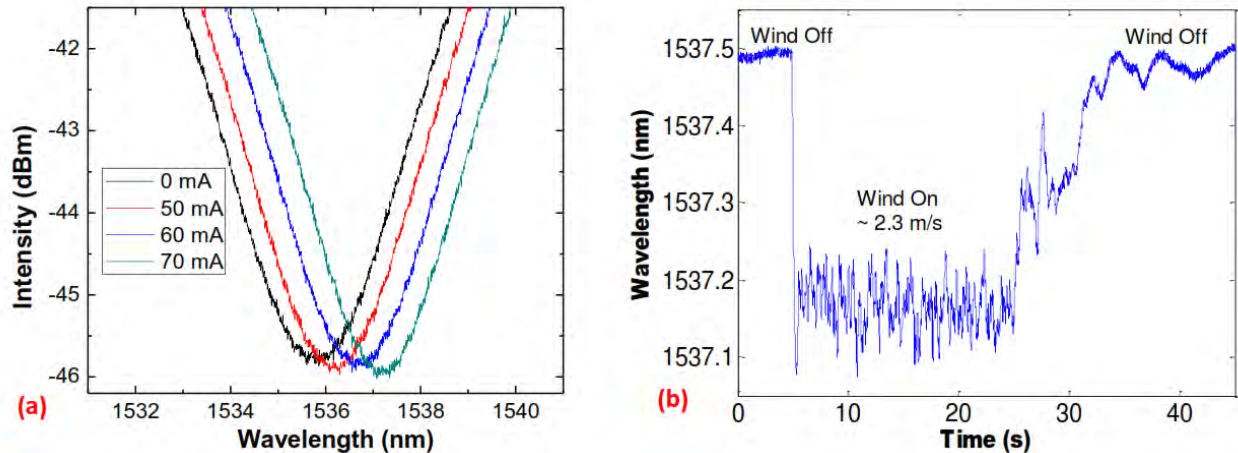 -42
-43
-44
-45
-46
Intensity (dBm)
0 mA
50 mA
60 mA
70 mA
1532 1534 1536 1538 1540
Wavelength (nm)
(a)
Wind Off
Wind Off
1537.5
1537.4
1537.3
1537.2
1537.1
Wavelength (nm)
Wind On
~ 2.3 m/s
0 10 20 30 40
Time (s)
(b)